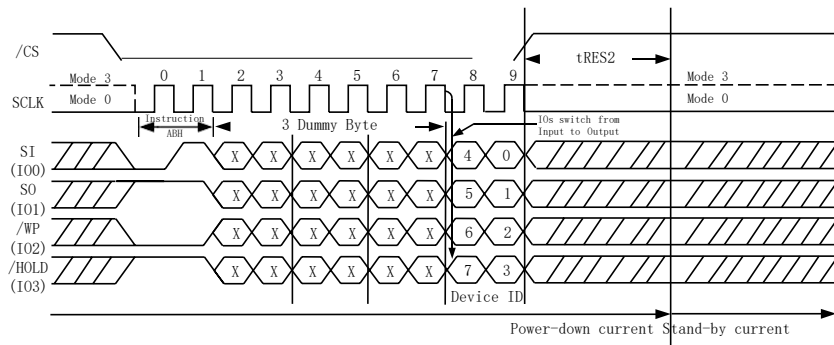 /CS
tRES2
Mode 3 0 1 2 3 4 5 6 7 8 9 Mode 3
SCLK Mode 0 Mode 0
Instruction
ABH
3 Dummy Byte
IOs switch from
Input to Output
SI
(IO0)
X X X X X X 4 0
SO
(IO1)
X X X X X X 5 1
/WP
(IO2)
X X X X X X 6 2
/HOLD
(IO3)
X X X X X X 7 3
Device ID
Power-down current Stand-by current